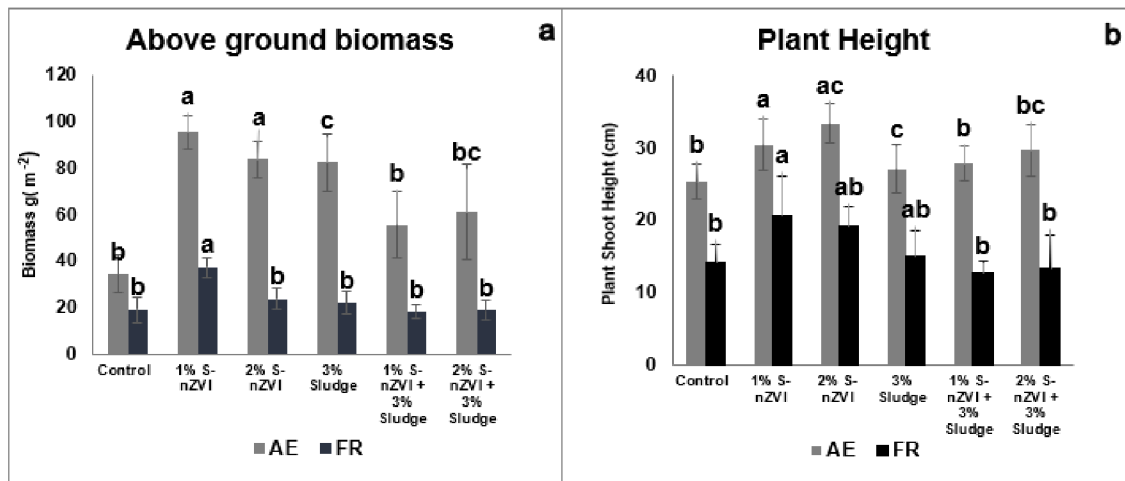 Above ground biomass
a
Biomass g( m -2)
120
100
80
60
40
20
0
b
b
a
a
a
b
c
b
b
b
bc
b
Control
1% S-
nZVI
2% S-
nZVI
3%
Sludge
1% S-
nZVI +
3%
Sludge
2% S-
nZVI +
3%
Sludge
AE
FR
Plant Height
b
Plant Shoot Height (cm)
40
30
20
10
0
b
b
a
a
ac
ab
c
ab
b
b
bc
b
Control
1% S-
nZVI
2% S-
nZVI
3%
Sludge
1% S-
nZVI +
3%
Sludge
2% S-
nZVI +
3%
Sludge
AE
FR